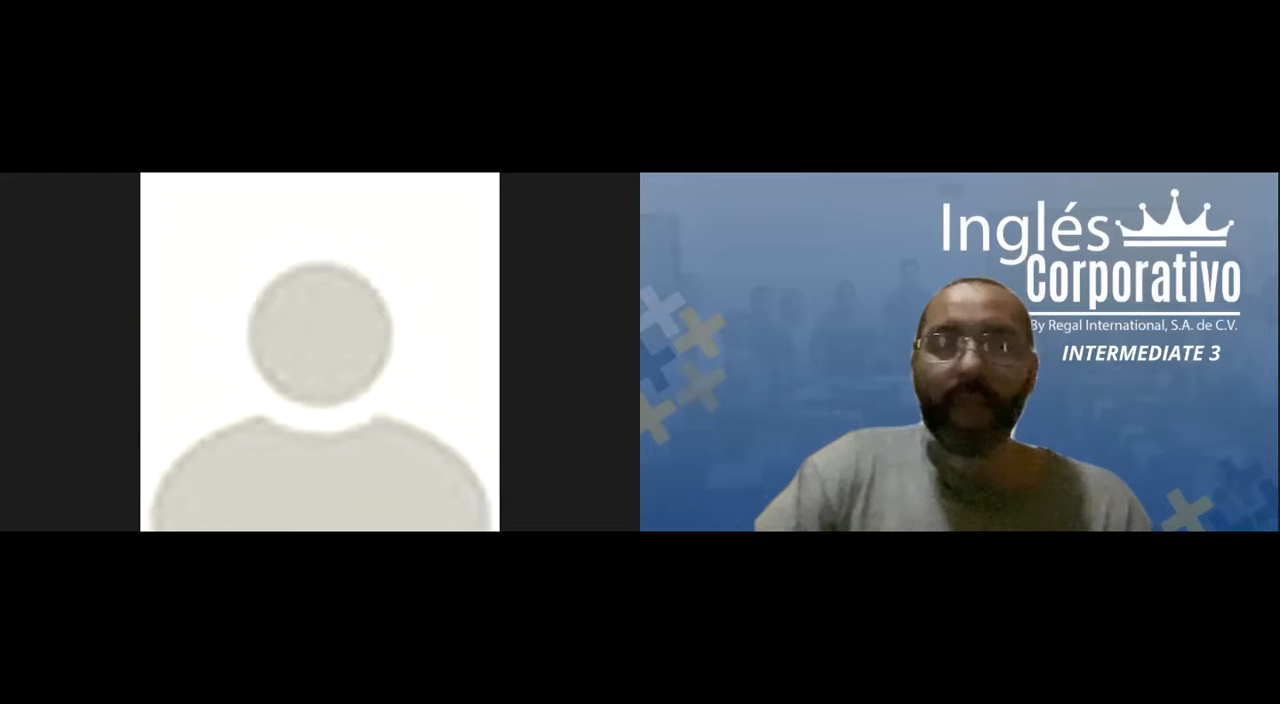 Inglés
Corporativo
By Regal International, S.A. de C.V.
INTERMEDIATE 3